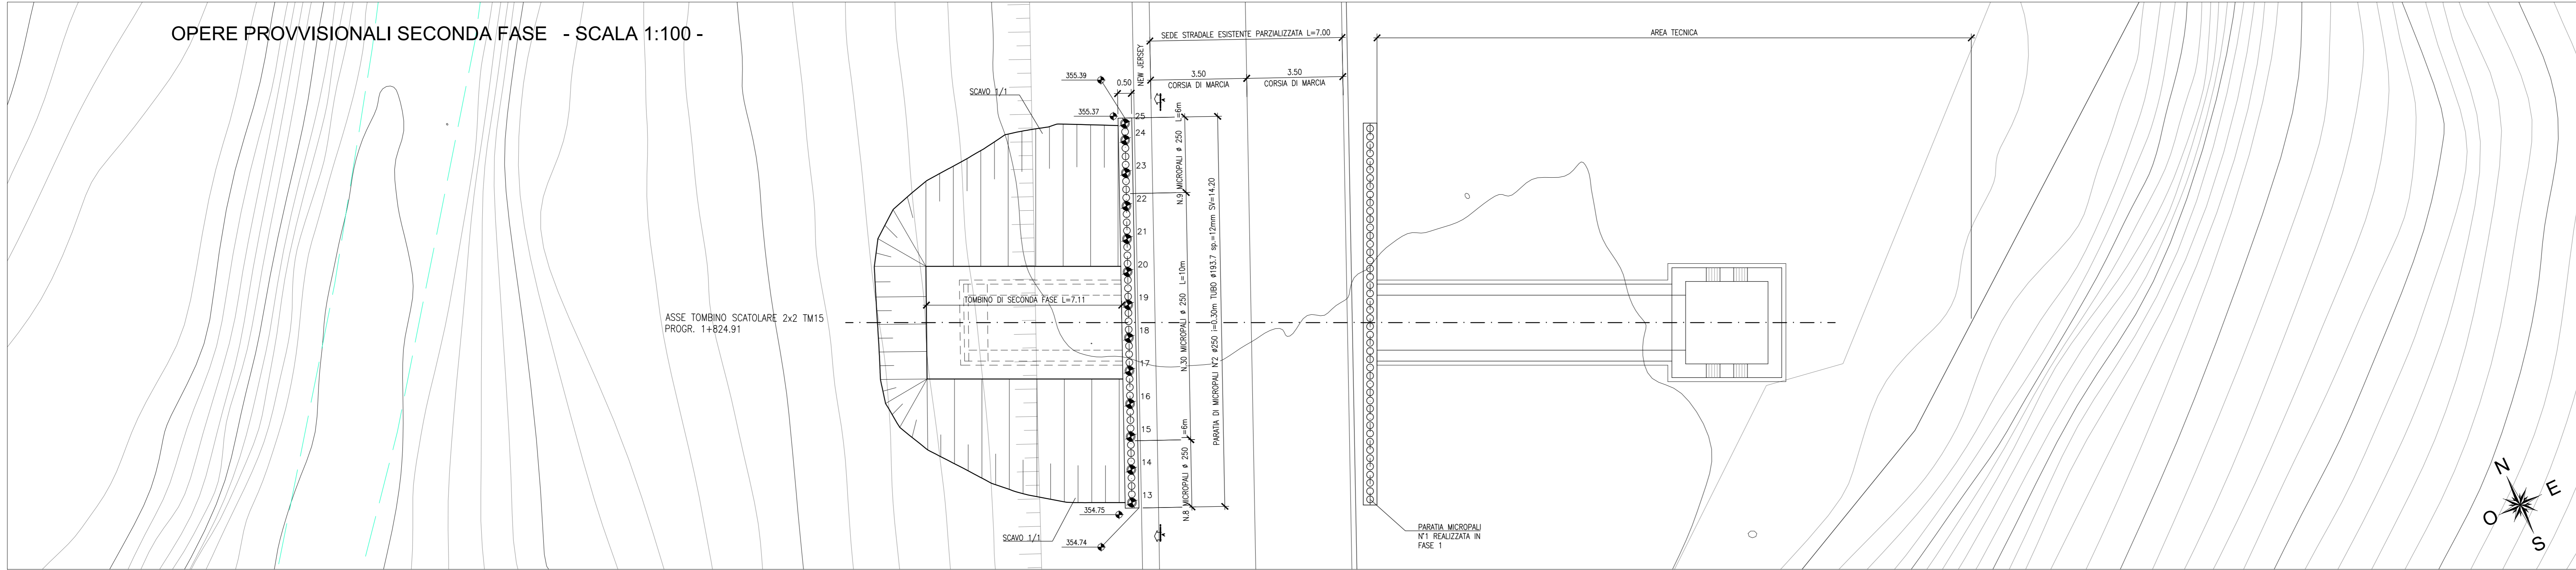 OPERE PROVVISIONALI SECONDA FASE - SCALA 1:100 -
SEDE STRADALE ESISTENTE PARZIALIZZATA L=7.00
AREA TECNICA
NEW JERSEY
355.39
0.50
3.50
CORSIA DI MARCIA
3.50
CORSIA DI MARCIA
SCAVO 1/1
355.37
25
24
23
22
21
20
19
18
17
16
15
14
13
N.9 MICROPALI ø 250 L=6m
N.30 MICROPALI ø 250 L=10m
N.8 MICROPALI ø 250 L=6m
PARATIA DI MICROPALI N°2 ø250 i=0.30m TUBO ø193.7 sp.=12mm SV=14.20
TOMBINO DI SECONDA FASE L=7.11
ASSE TOMBINO SCATOLARE 2x2 TM15
PROGR. 1+824.91
354.75
SCAVO 1/1
354.74
PARATIA MICROPALI
N°1 REALIZZATA IN
FASE 1
N
E
O
S